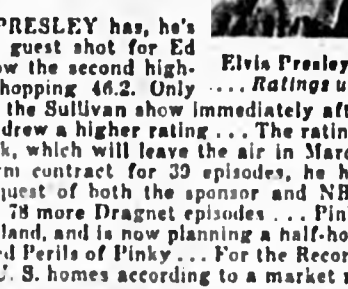 PRESLEY has, he's
guest shot for Ed
ow the second high-
hopping 46.2. Only
Elvis Presley
.... Ratings u
the Sullivan show immediately aft
drew a higher rating ... The ratin
k, which will leave the air in Marc
rm contract for 39 episodes, he h
quest of both the sponsor and NB
78 more Dragnet episodes ... Pin
land, and is now planning a half-ho
ed Perils of Pinky ... For the Recor
U. S. homes according to a market r